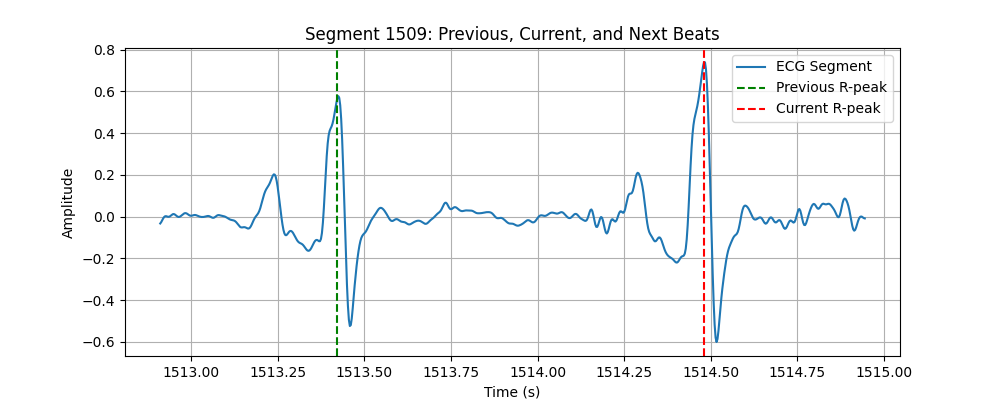 Segment 1509: Previous, Current, and Next Beats
ECG Segment
Previous R-peak
Current R-peak
Amplitude
0.8
0.6
0.4
0.2
0.0
−0.2
−0.4
−0.6
1513.00 1513.25 1513.50 1513.75 1514.00 1514.25 1514.50 1514.75 1515.00
Time (s)